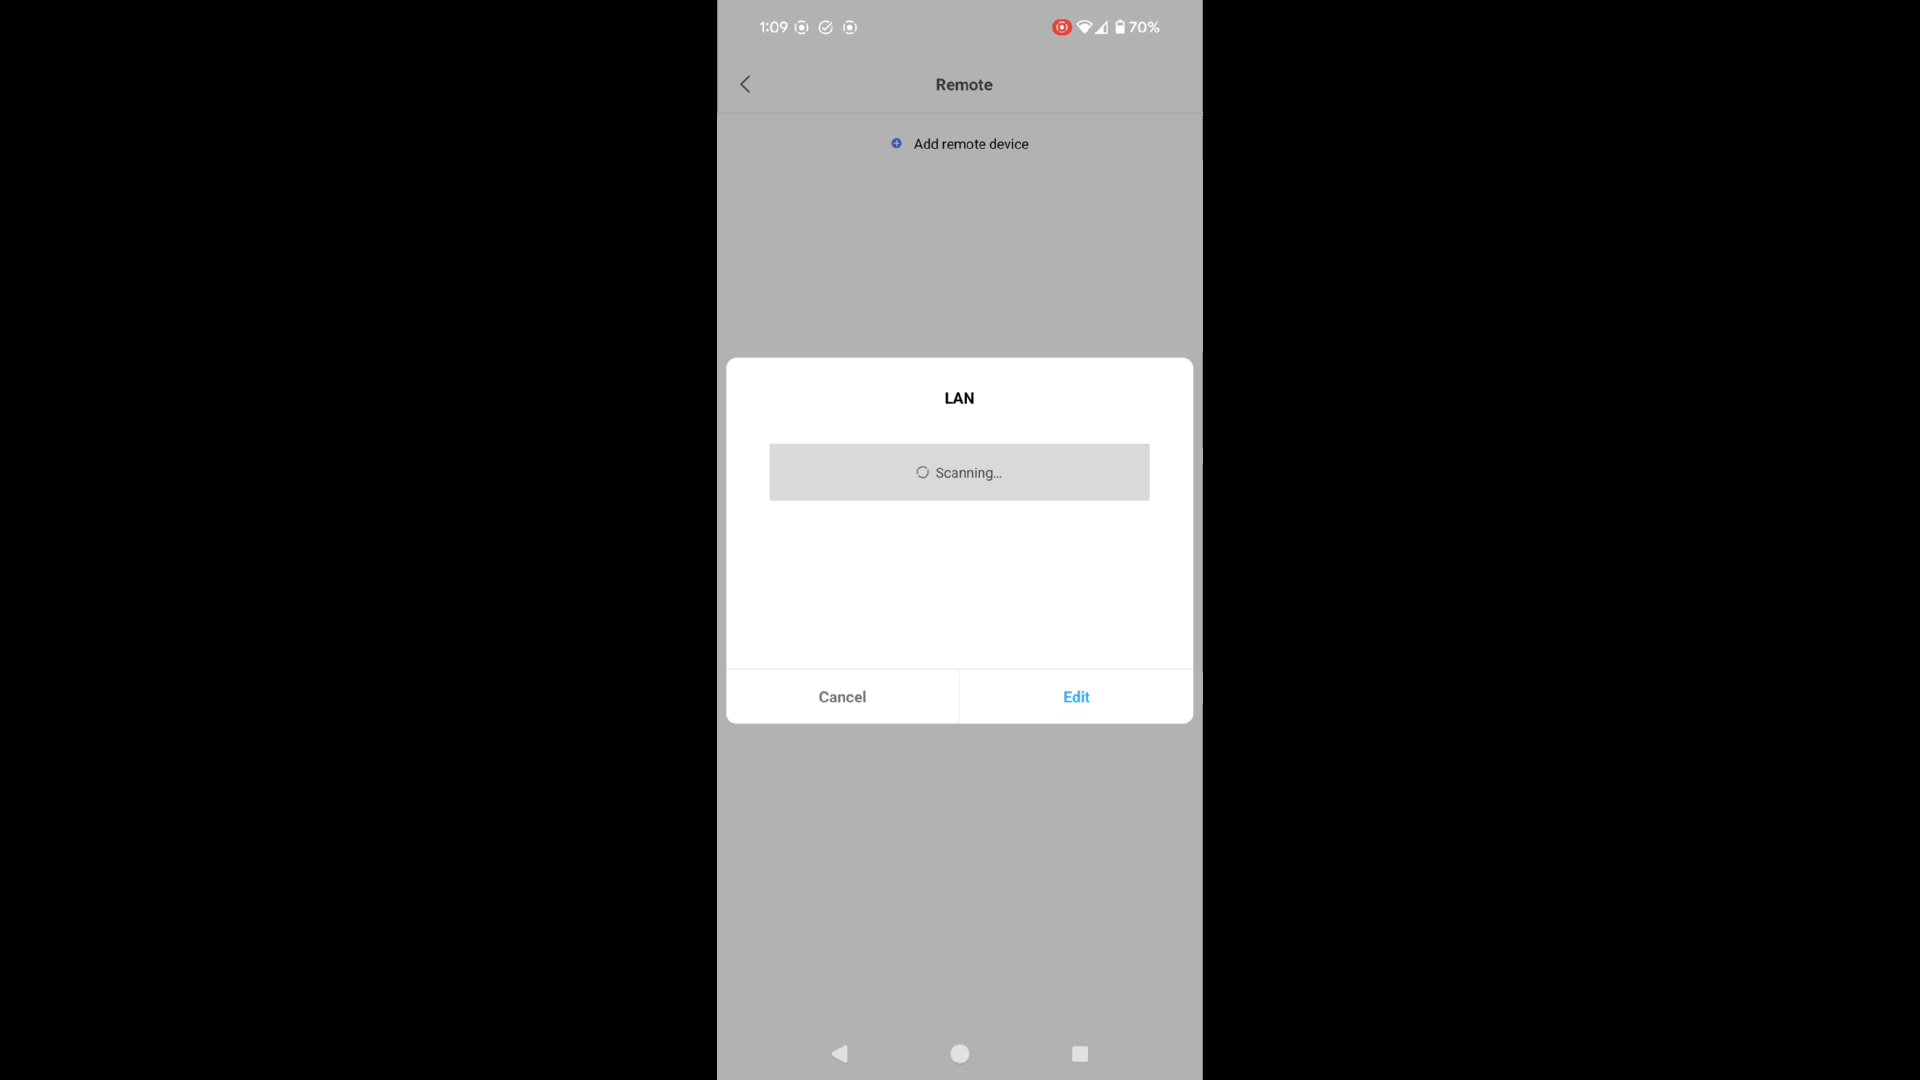 1:09 70%
Remote
Add remote device
LAN
Scanning...
Cancel Edit